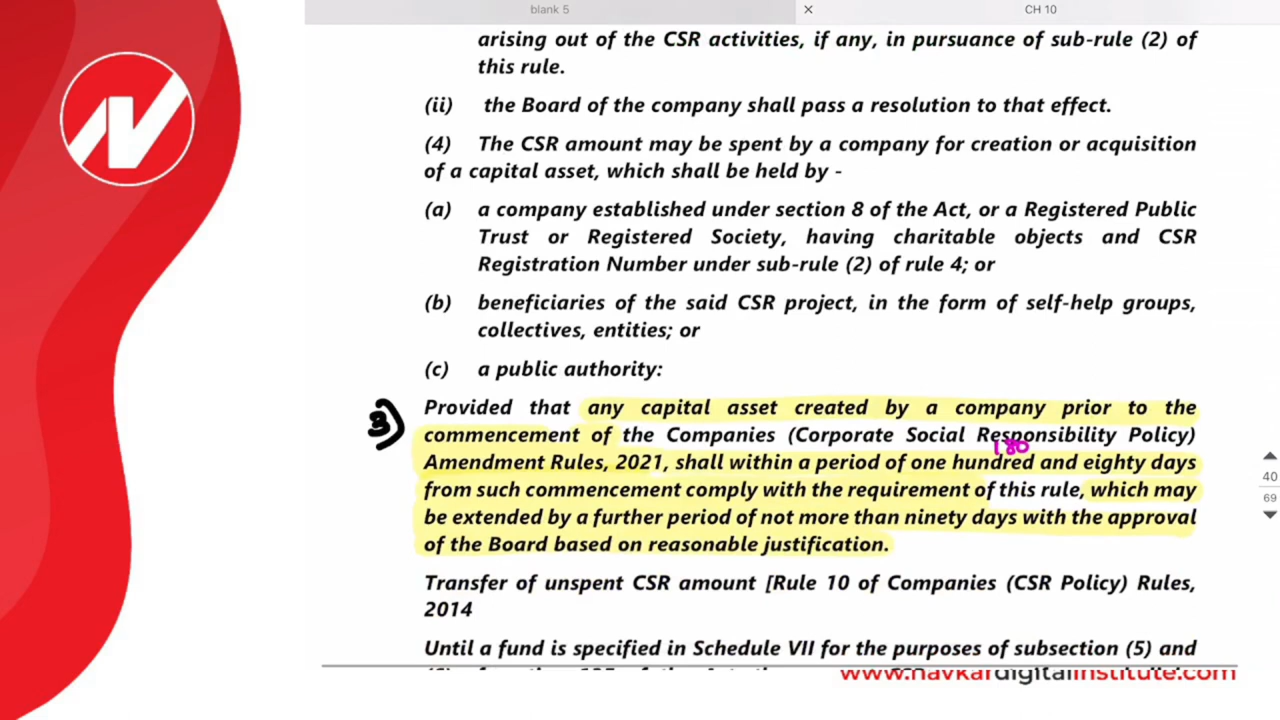 blank 5
CH 10
arising out of the CSR activities, if any, in pursuance of sub-rule (2) of
this rule.
(ii) the Board of the company shall pass a resolution to that effect.
(4) The CSR amount may be spent by a company for creation or acquisition
of a capital asset, which shall be held by -
(a) a company established under section 8 of the Act, or a Registered Public
Trust or Registered Society, having charitable objects and CSR
Registration Number under sub-rule (2) of rule 4; or
(b) beneficiaries of the said CSR project, in the form of self-help groups,
collectives, entities; or
(c) a public authority:
3) Provided that any capital asset created by a company prior to the
commencement of the Companies (Corporate Social Responsibility Policy)
180
Amendment Rules, 2021, shall within a period of one hundred and eighty days
from such commencement comply with the requirement of this rule, which may
be extended by a further period of not more than ninety days with the approval
of the Board based on reasonable justification.
40
69
Transfer of unspent CSR amount [Rule 10 of Companies (CSR Policy) Rules,
2014
Until a fund is specified in Schedule VII for the purposes of subsection (5) and
www.navkardigitalinstitute.com